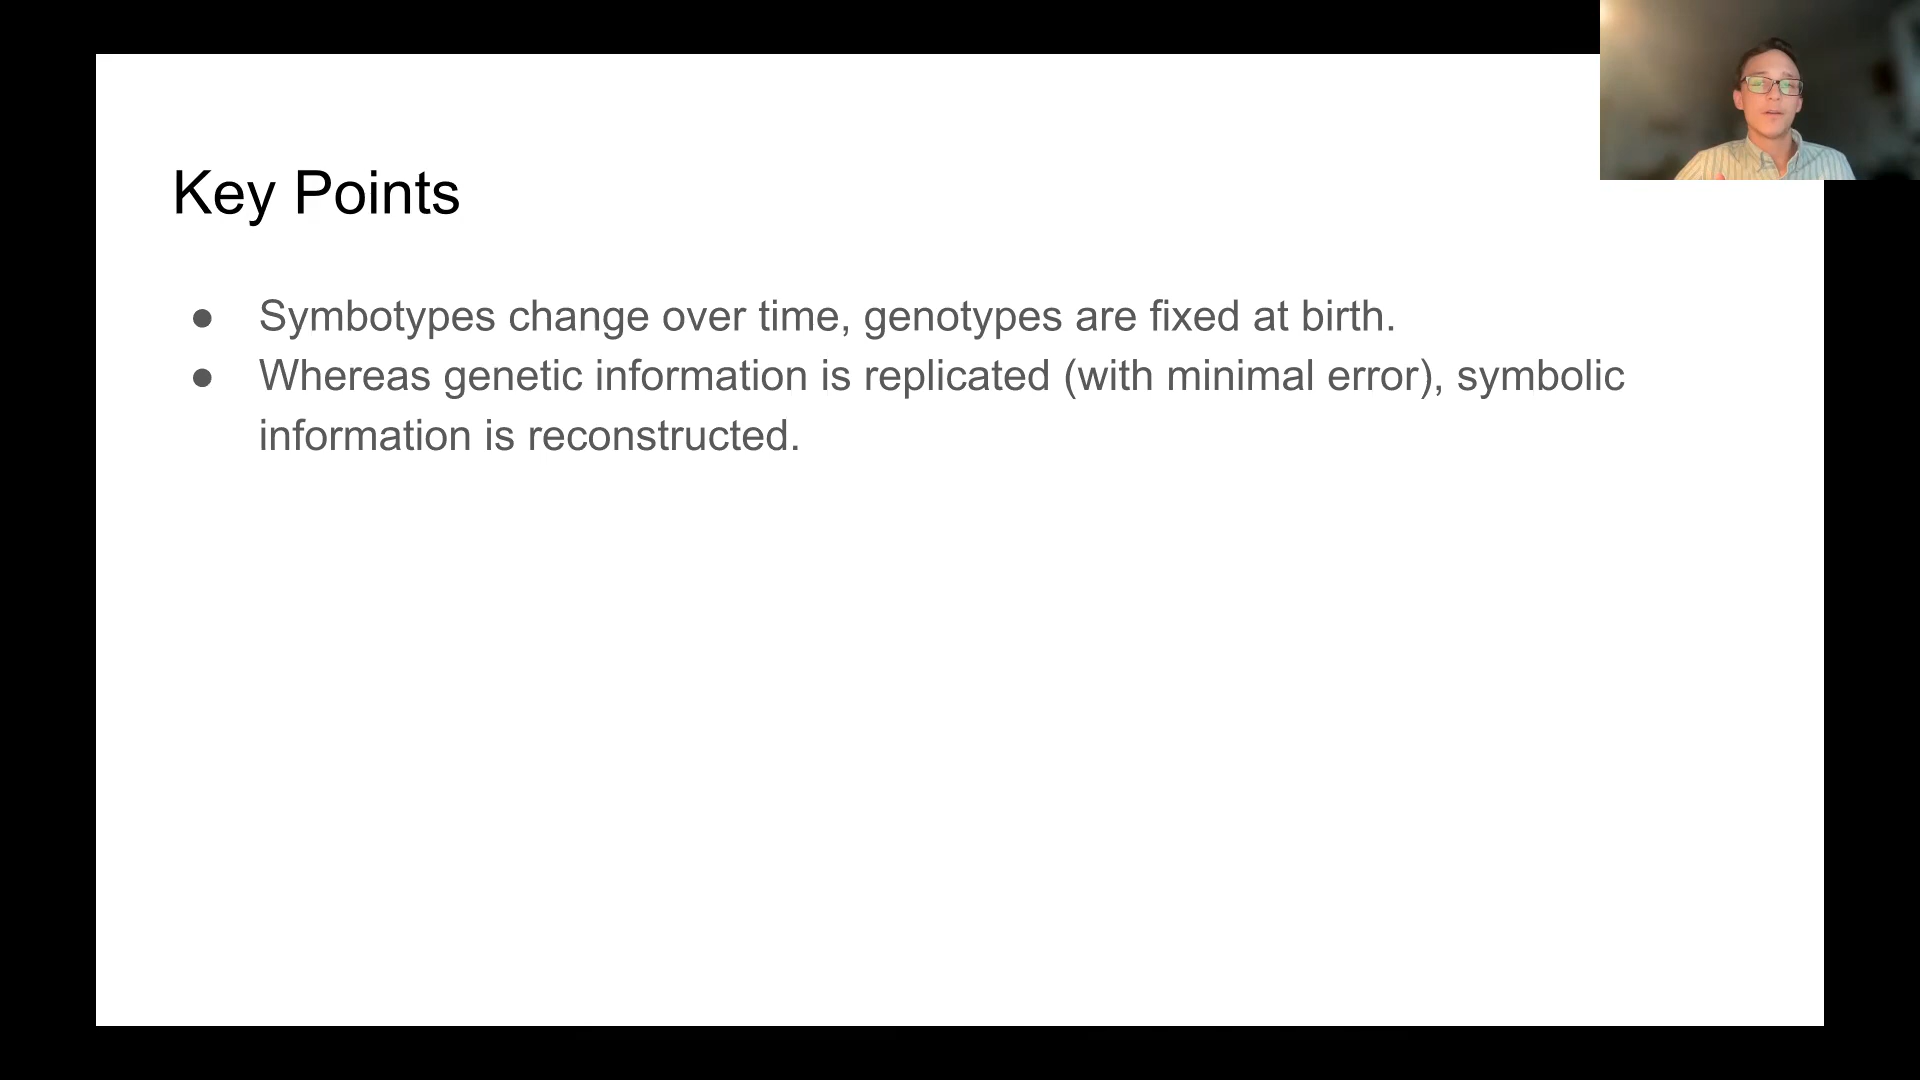 Key Points
● Symbotypes change over time, genotypes are fixed at birth.
● Whereas genetic information is replicated (with minimal error), symbolic
information is reconstructed.